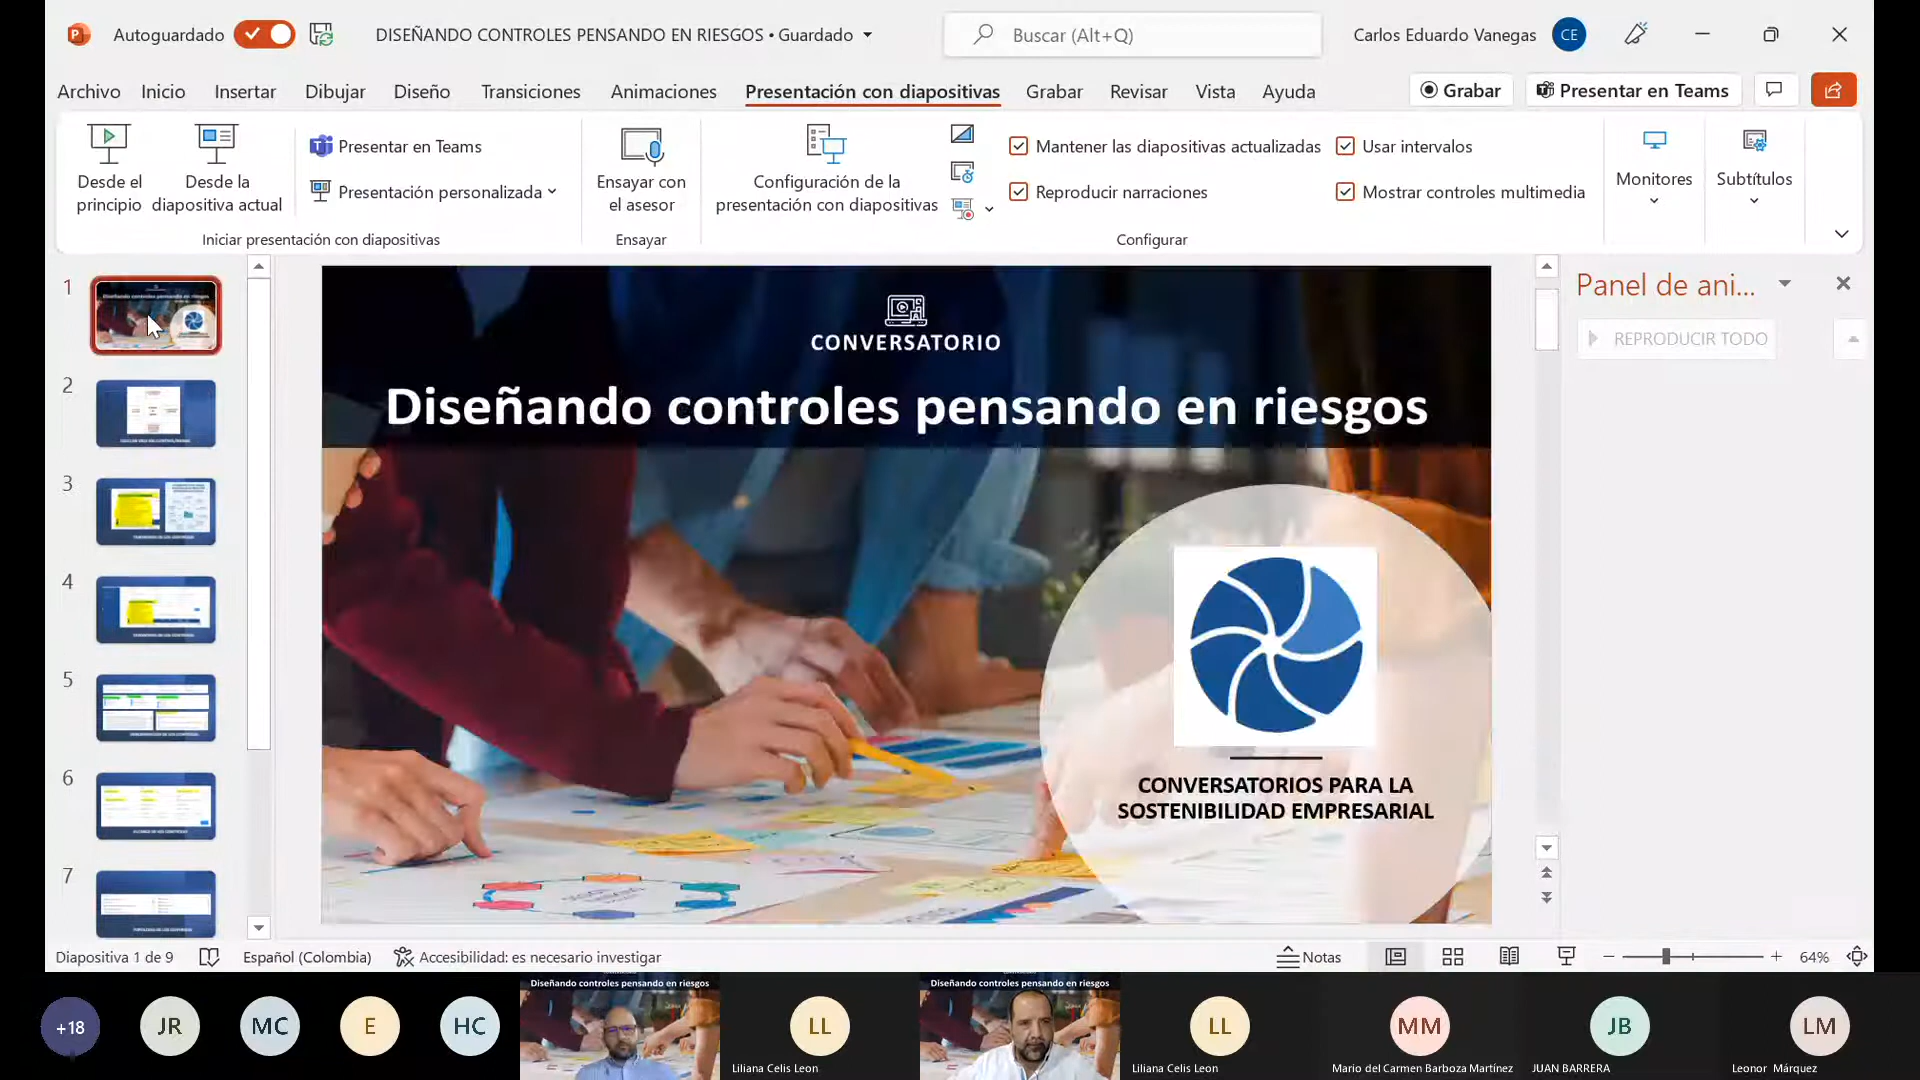 Autoguardado
DISEÑANDO CONTROLES PENSANDO EN RIESGOS • Guardado
Buscar (Alt+Q)
Carlos Eduardo Vanegas
CE
Archivo
Inicio
Insertar
Dibujar
Diseño
Transiciones
Animaciones
Presentación con diapositivas
Grabar
Revisar
Vista
Ayuda
Grabar
Presentar en Teams
Desde el
principio
Desde la
diapositiva actual
Presentar en Teams
Presentación personalizada
Iniciar presentación con diapositivas
Ensayar con
el asesor
Ensayar
Configuración de la
presentación con diapositivas
Mantener las diapositivas actualizadas
Reproducir narraciones
Usar intervalos
Mostrar controles multimedia
Configurar
Monitores
Subtítulos
1
2
3
4
5
6
7
CONVERSATORIO
Diseñando controles pensando en riesgos
CONVERSATORIOS PARA LA
SOSTENIBILIDAD EMPRESARIAL
Panel de ani...
REPRODUCIR TODO
Diapositiva 1 de 9
Español (Colombia)
Accesibilidad: es necesario investigar
Notas
64%
+18
JR
MC
E
HC
Diseñando controles pensando en riesgos
LL
Liliana Celis Leon
Diseñando controles pensando en riesgos
LL
Liliana Celis Leon
MM
Mario del Carmen Barboza Martínez
JB
JUAN BARRERA
LM
Leonor Márquez